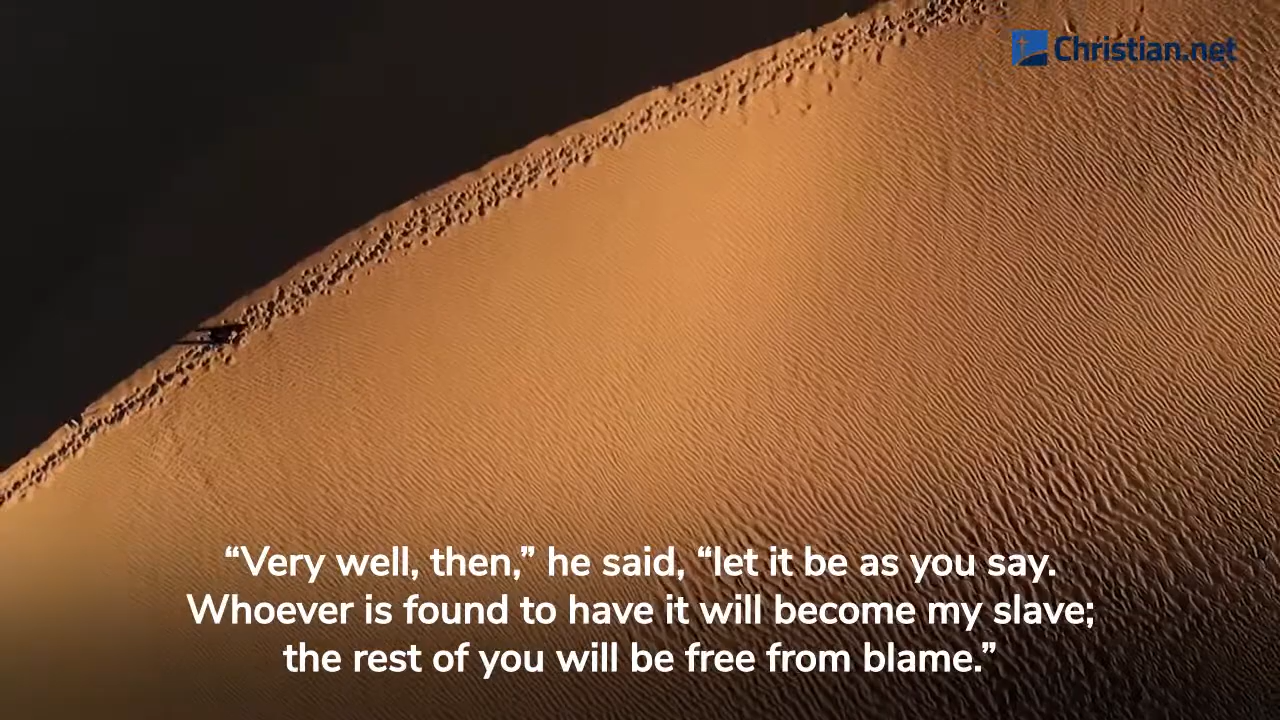 Christian.net
“Very well, then,” he said, “let it be as you say.
Whoever is found to have it will become my slave;
the rest of you will be free from blame.”